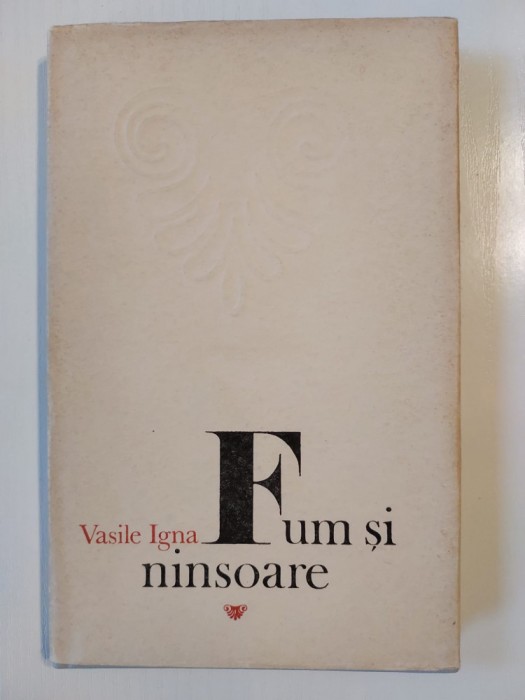 Vasile Igna Fum și
ninsoare